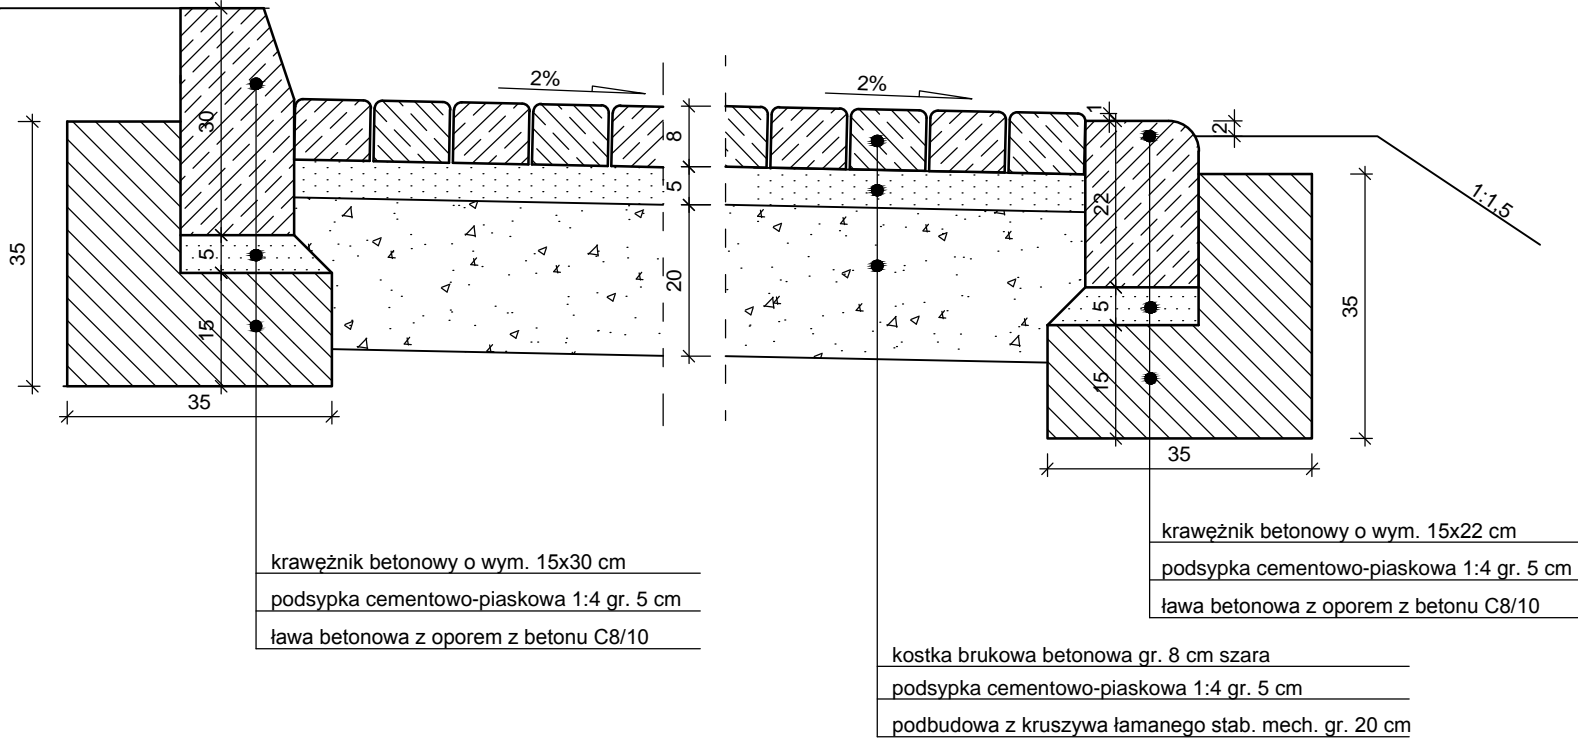 2%
2%
30
5
15
35
35
8
5
20
1
2
22
5
15
35
35
1:1,5
krawężnik betonowy o wym. 15x30 cm
podsypka cementowo-piaskowa 1:4 gr. 5 cm
ława betonowa z oporem z betonu C8/10
krawężnik betonowy o wym. 15x22 cm
podsypka cementowo-piaskowa 1:4 gr. 5 cm
ława betonowa z oporem z betonu C8/10
kostka brukowa betonowa gr. 8 cm szara
podsypka cementowo-piaskowa 1:4 gr. 5 cm
podbudowa z kruszywa łamanego stab. mech. gr. 20 cm